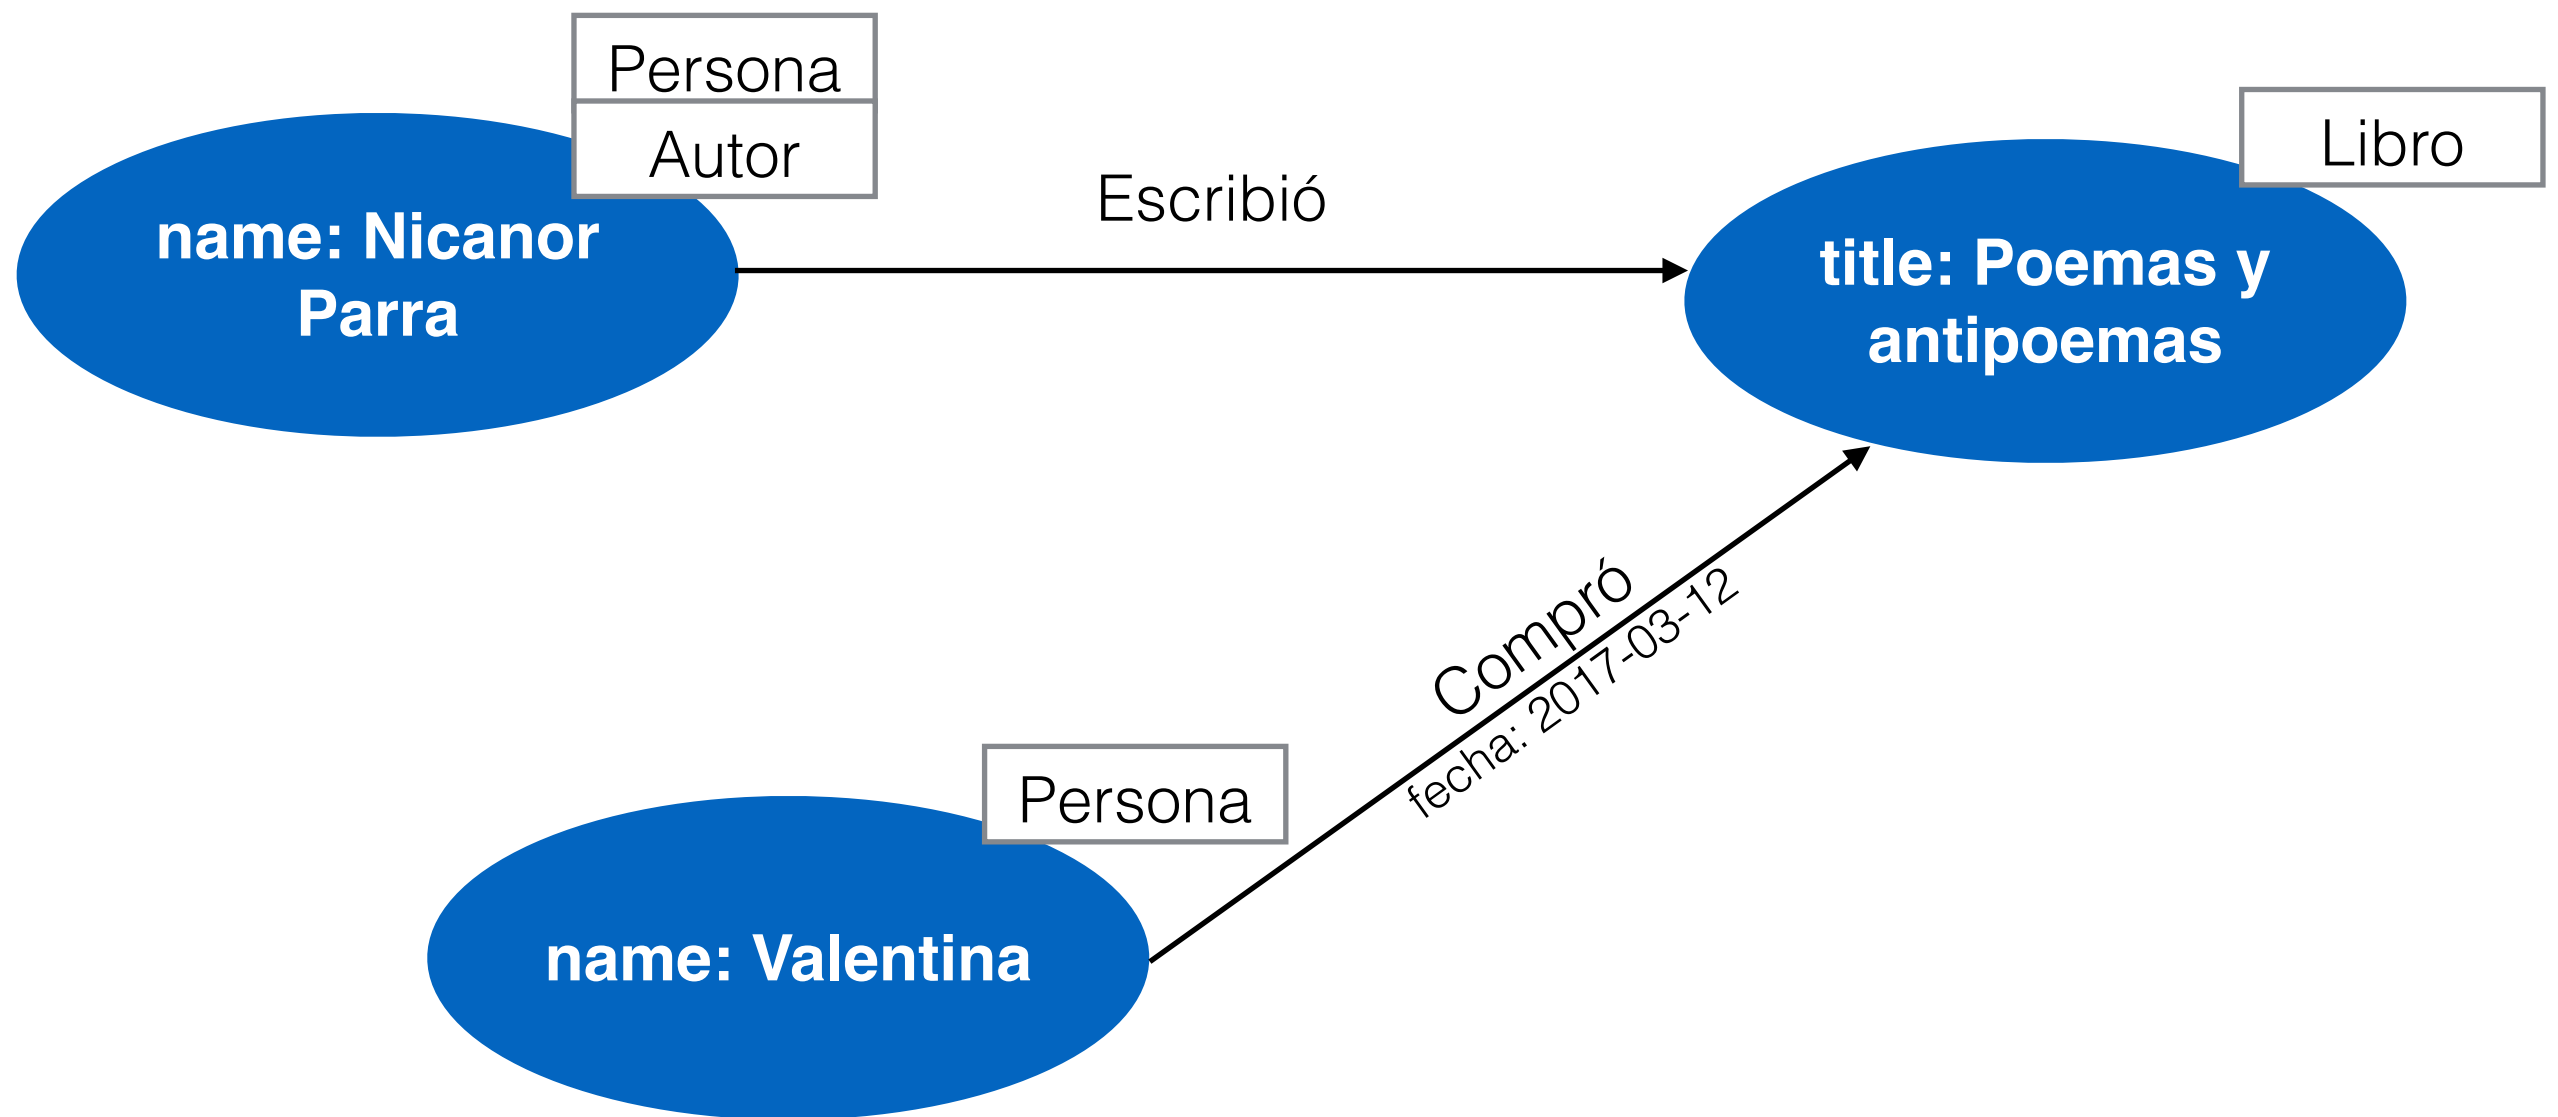 Persona
Autor
name: Nicanor
Parra
Escribió
Libro
title: Poemas y
antipoemas
Compró
fecha: 2017-03-12
Persona
name: Valentina